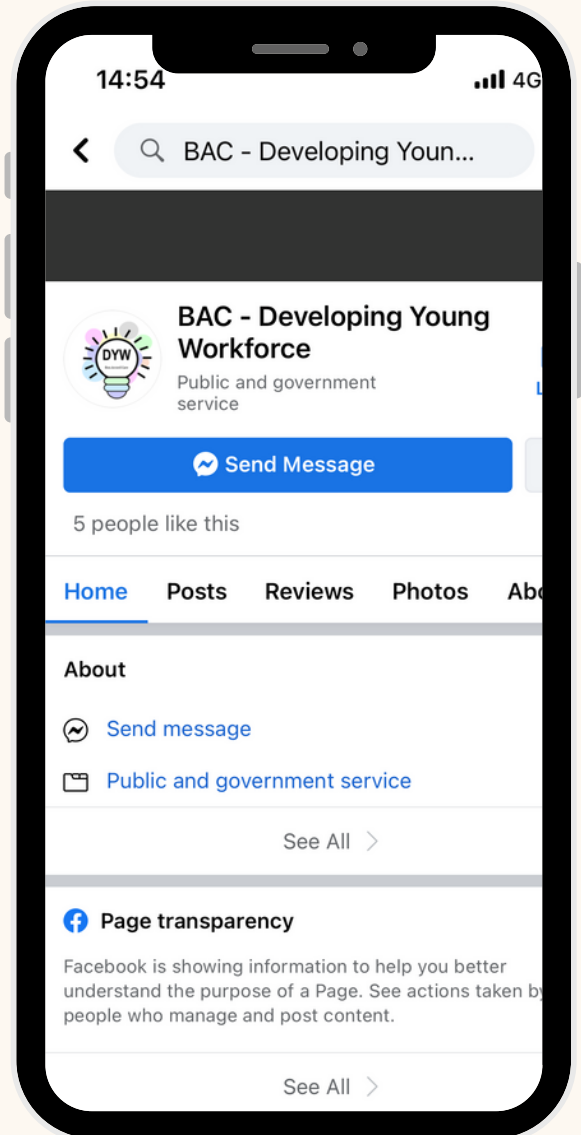 14:54
4G
BAC - Developing Youn...
DYW
BAC - Developing Young
Workforce
Public and government
service
Send Message
5 people like this
Home Posts Reviews Photos Abo
About
Send message
Public and government service
See All
Page transparency
Facebook is showing information to help you better
understand the purpose of a Page. See actions taken by
people who manage and post content.
See All